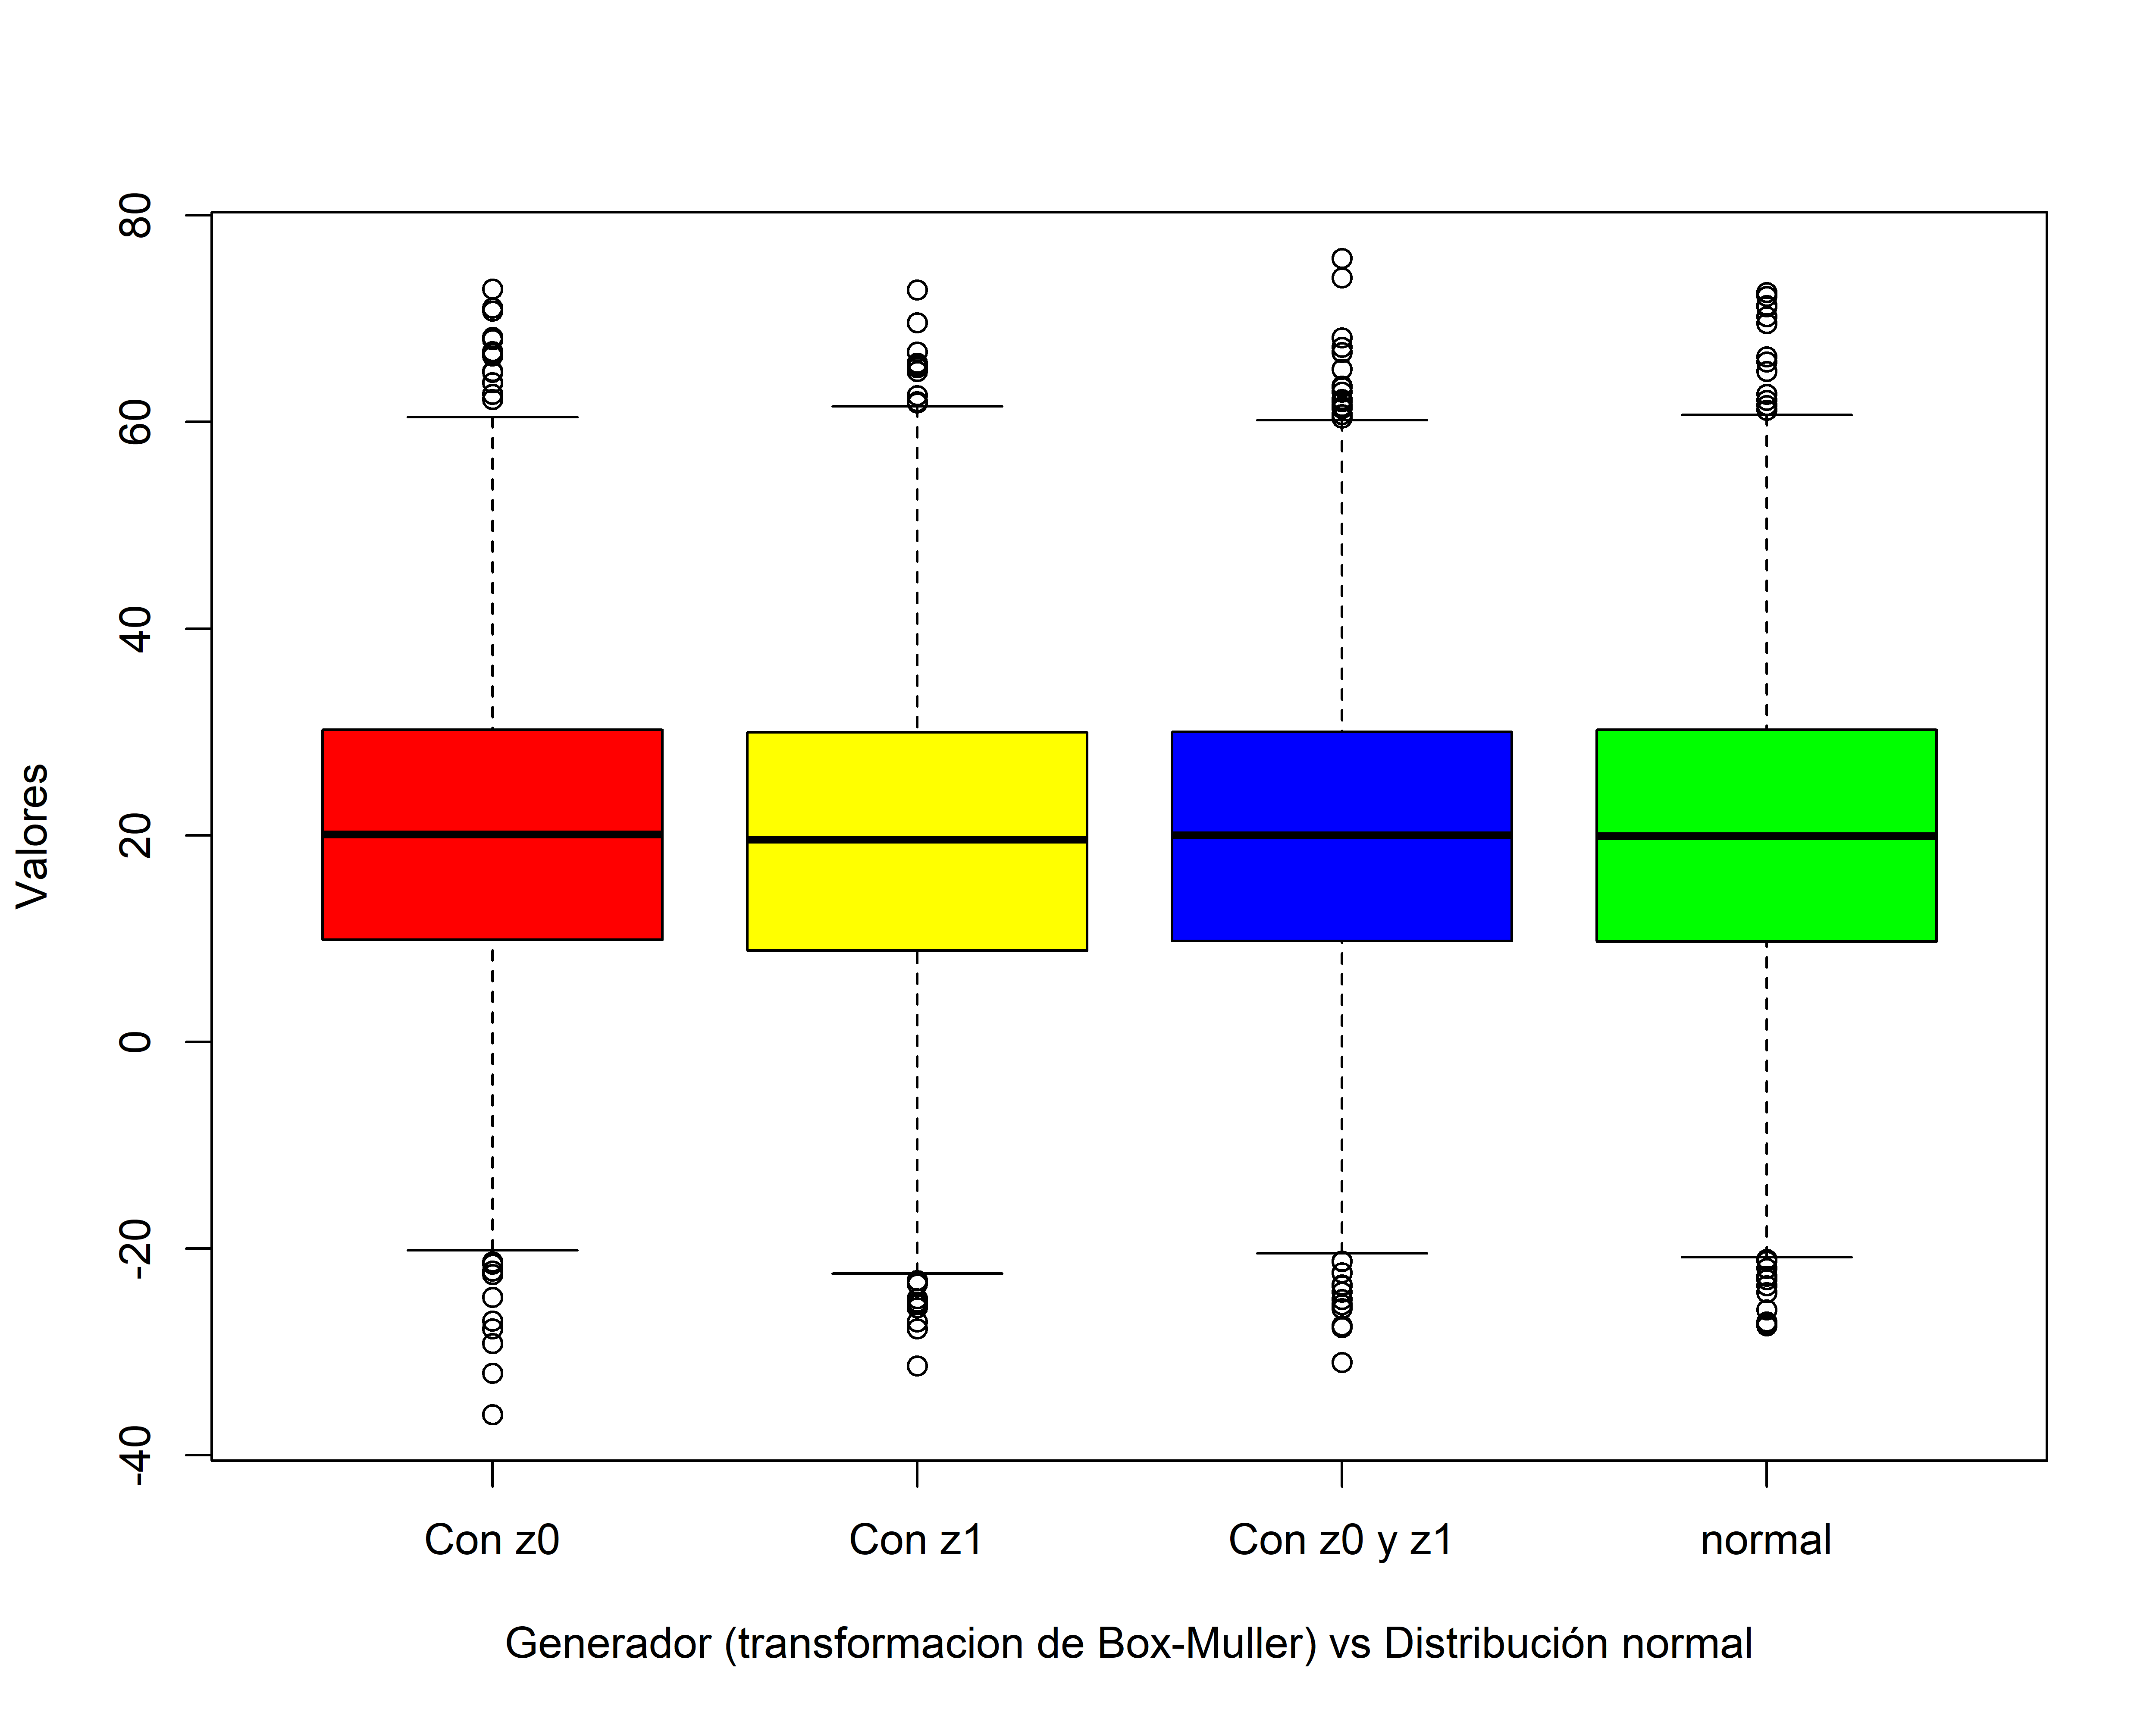 80
60
40
20
0
-20
-40
Valores
Con z0
Con z1
Con z0 y z1
normal
Generador (transformacion de Box-Muller) vs Distribución normal